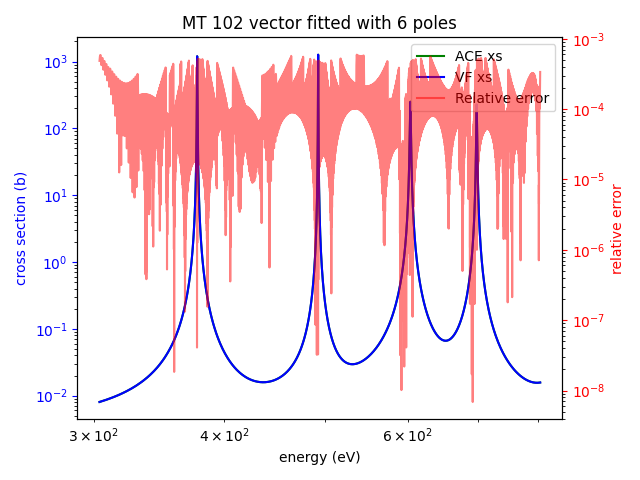 MT 102 vector fitted with 6 poles
ACE xs
VF xs
Relative error
cross section (b)
10³
10²
10¹
10⁰
10⁻¹
10⁻²
relative error
10⁻³
10⁻⁴
10⁻⁵
10⁻⁶
10⁻⁷
10⁻⁸
3 × 10²
4 × 10²
6 × 10²
energy (eV)